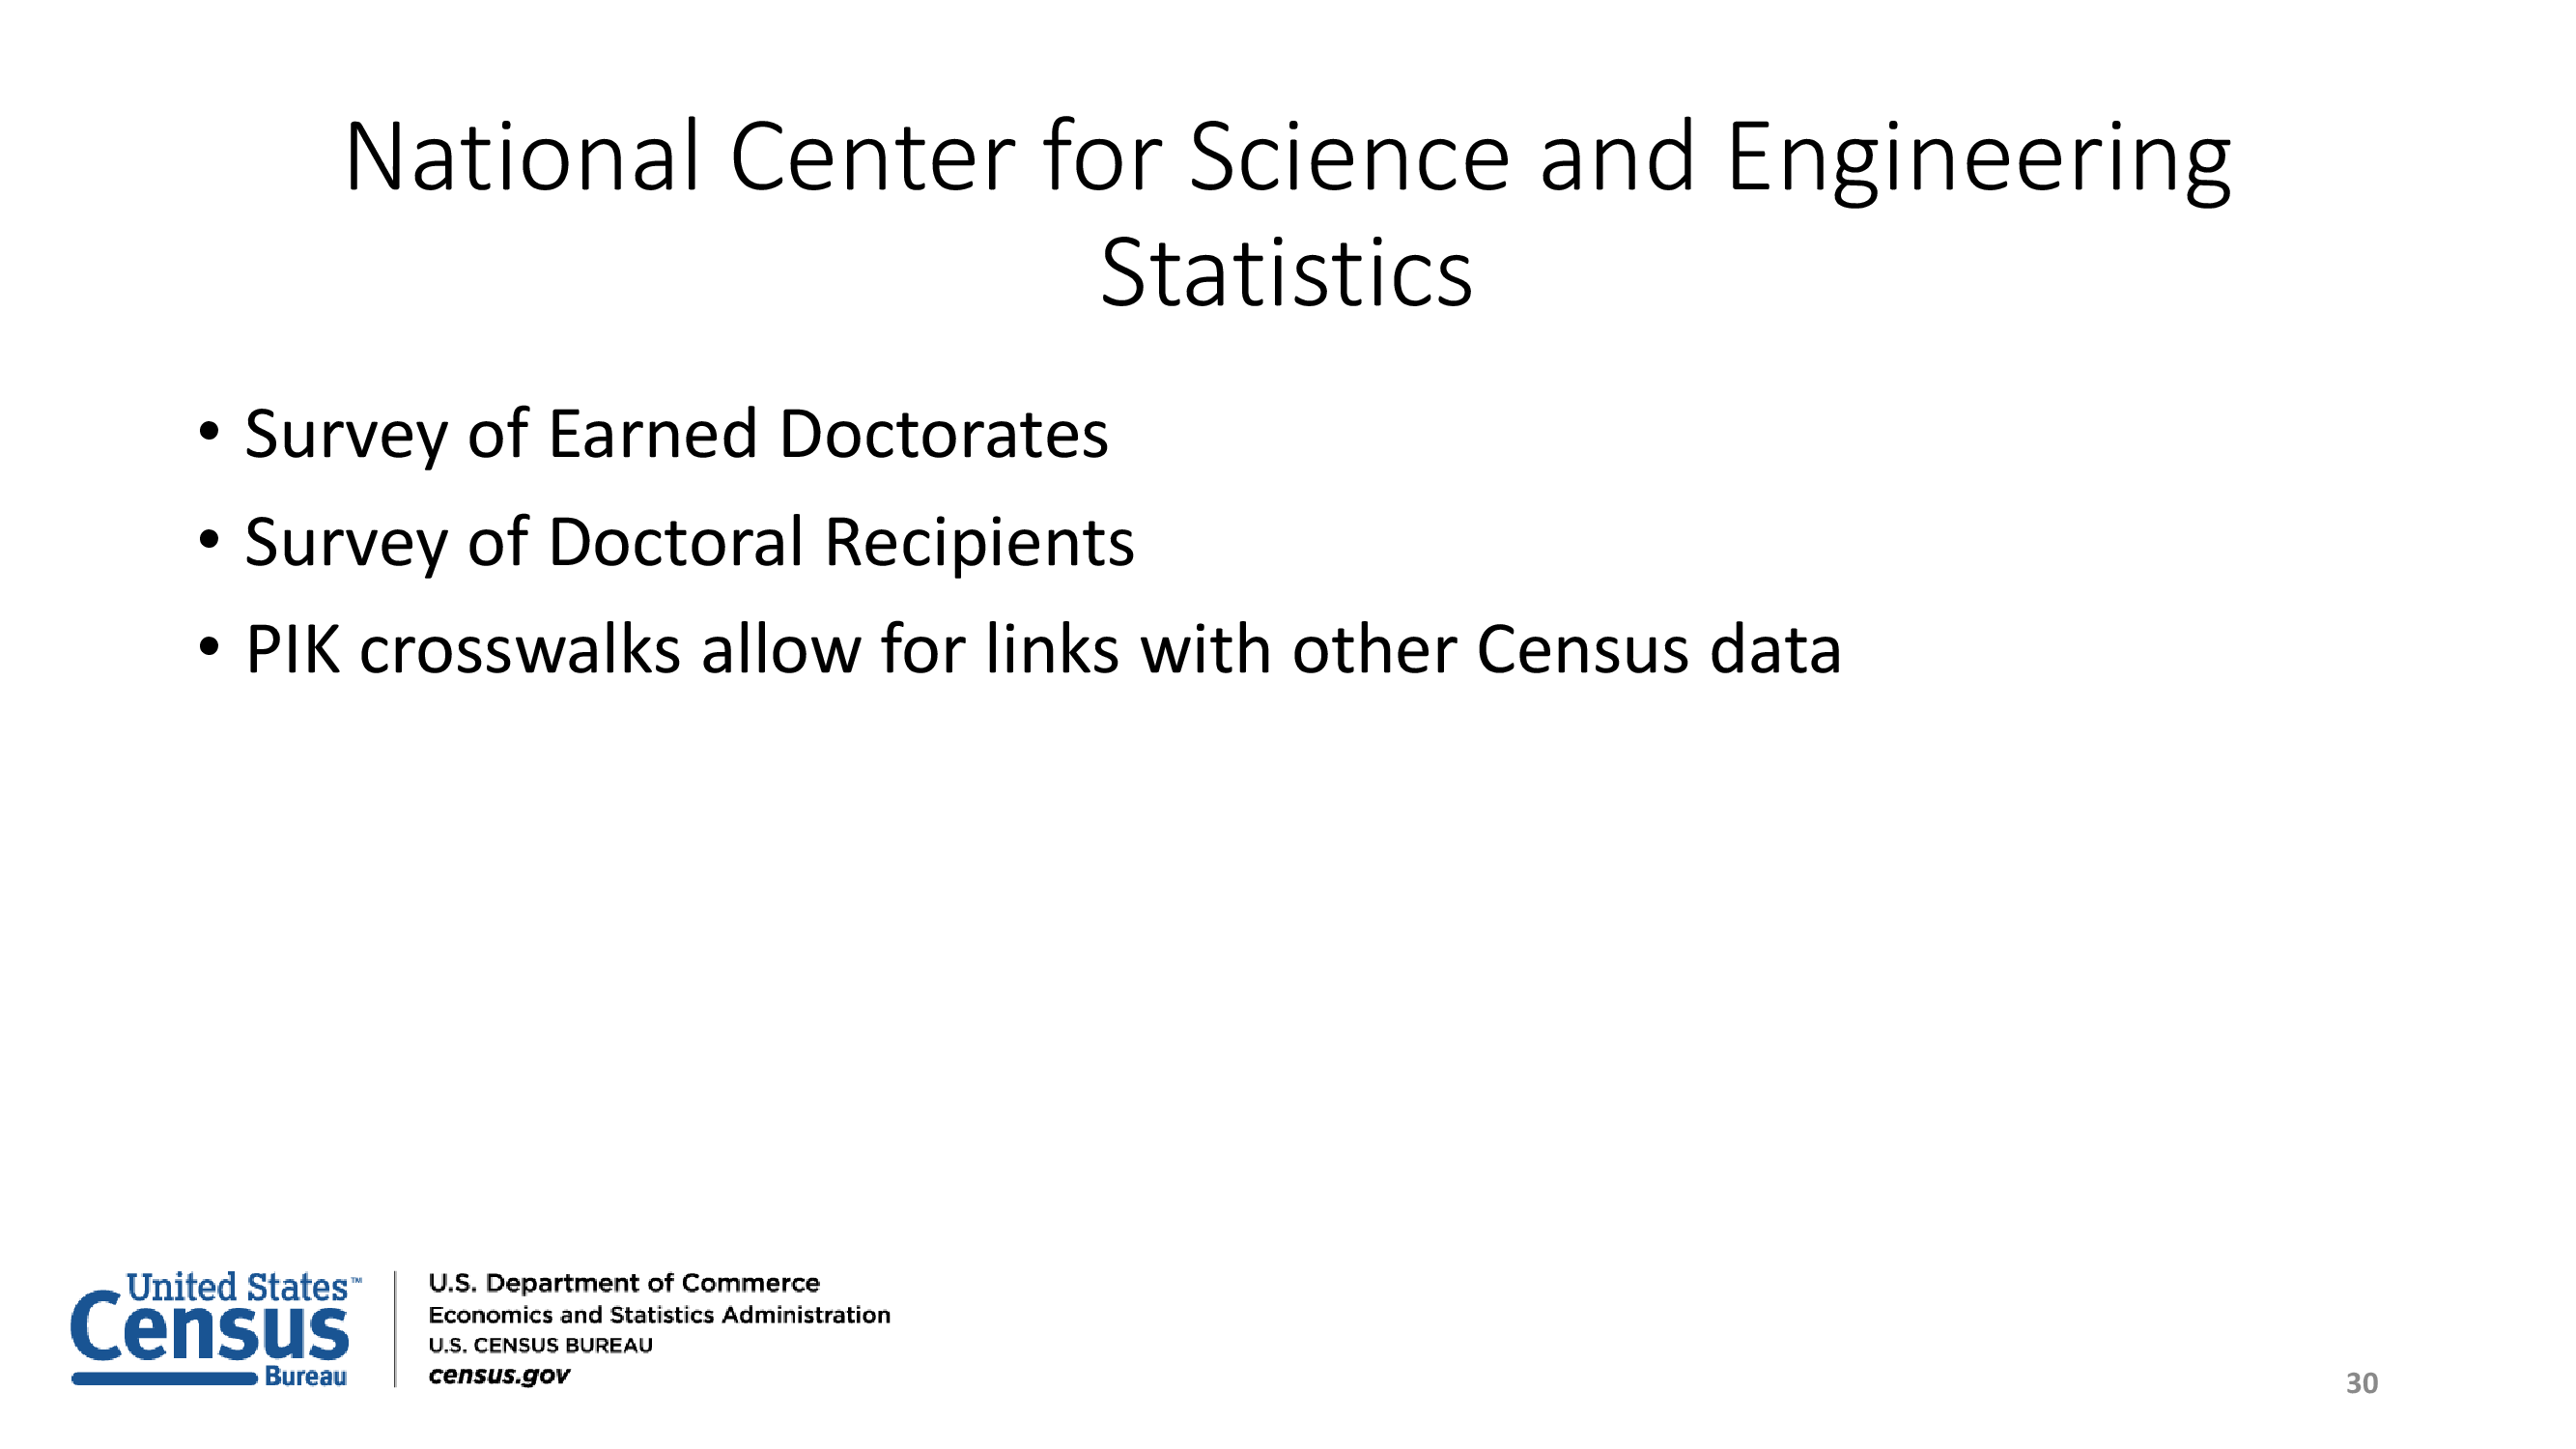 National Center for Science and Engineering
Statistics
• Survey of Earned Doctorates
• Survey of Doctoral Recipients
• PIK crosswalks allow for links with other Census data
United States™
Census
Bureau
U.S. Department of Commerce
Economics and Statistics Administration
U.S. CENSUS BUREAU
census.gov
30